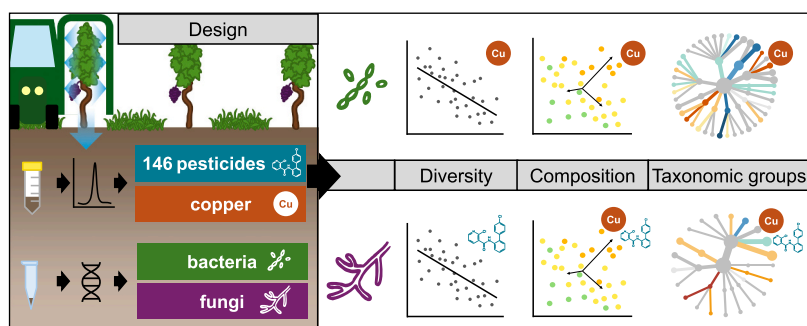 Design
146 pesticides
copper
Cu
bacteria
fungi
Cu
Cu
Cu
Diversity
Composition
Taxonomic groups
Cu
Cu